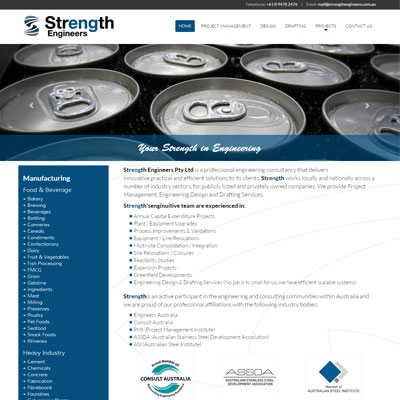 Telephone: +61 8 9470 2476 | Email: mail@strengthengineers.com.au
Strength
Engineers
HOME PROJECT MANAGEMENT DESIGN DRAFTING PROJECTS CONTACT US
Your Strength in Engineering
Manufacturing
Food & Beverage
Bakery
Brewing
Beverages
Bottling
Canneries
Cereals
Condiments
Confectionary
Dairy
Fruit & Vegetables
Fish Processing
FMCG
Grain
Gelatine
Ingredients
Meat
Milling
Preserves
Poultry
Pet Foods
Seafood
Snack Foods
Wineries
Heavy Industry
Cement
Chemicals
Concrete
Fabrication
Fibreboard
Foundries
Strength Engineers Pty Ltd is a professional engineering consultancy that delivers
innovative,practical and efficient solutions to its clients. Strength works locally and nationally across a
number of industry sectors, for publicly listed and privately owned companies. We provide Project
Management, Engineering Design and Drafting Services.
Strength'senginuitive team are experienced in:
Annual Capital Expenditure Projects
Plant / Equipment Upgrades
Process Improvements & Validations
Equipment / Line Relocations
Multi-site Consolidation / Integration
Site Relocations / Closures
Feasibility Studies
Expansion Projects
Greenfield Developments
Engineering Design & Drafting Services (No job is to small for us; we have efficient scalable systems)
Strengthis an active participant in the engineering and consulting communities within Australia and
we are proud of our professional affiliations with the following industry bodies:
Engineers Australia
Consult Australia
PMI (Project Management Institute)
ASSDA (Australian Stainless Steel Development Association)
ASI (Australian Steel Institute)
Proud Member of
CONSULT AUSTRALIA
ASSDA
AUSTRALIAN STAINLESS STEEL
DEVELOPMENT ASSOCIATION
MEMBER OF
AUSTRALIAN STEEL INSTITUTE